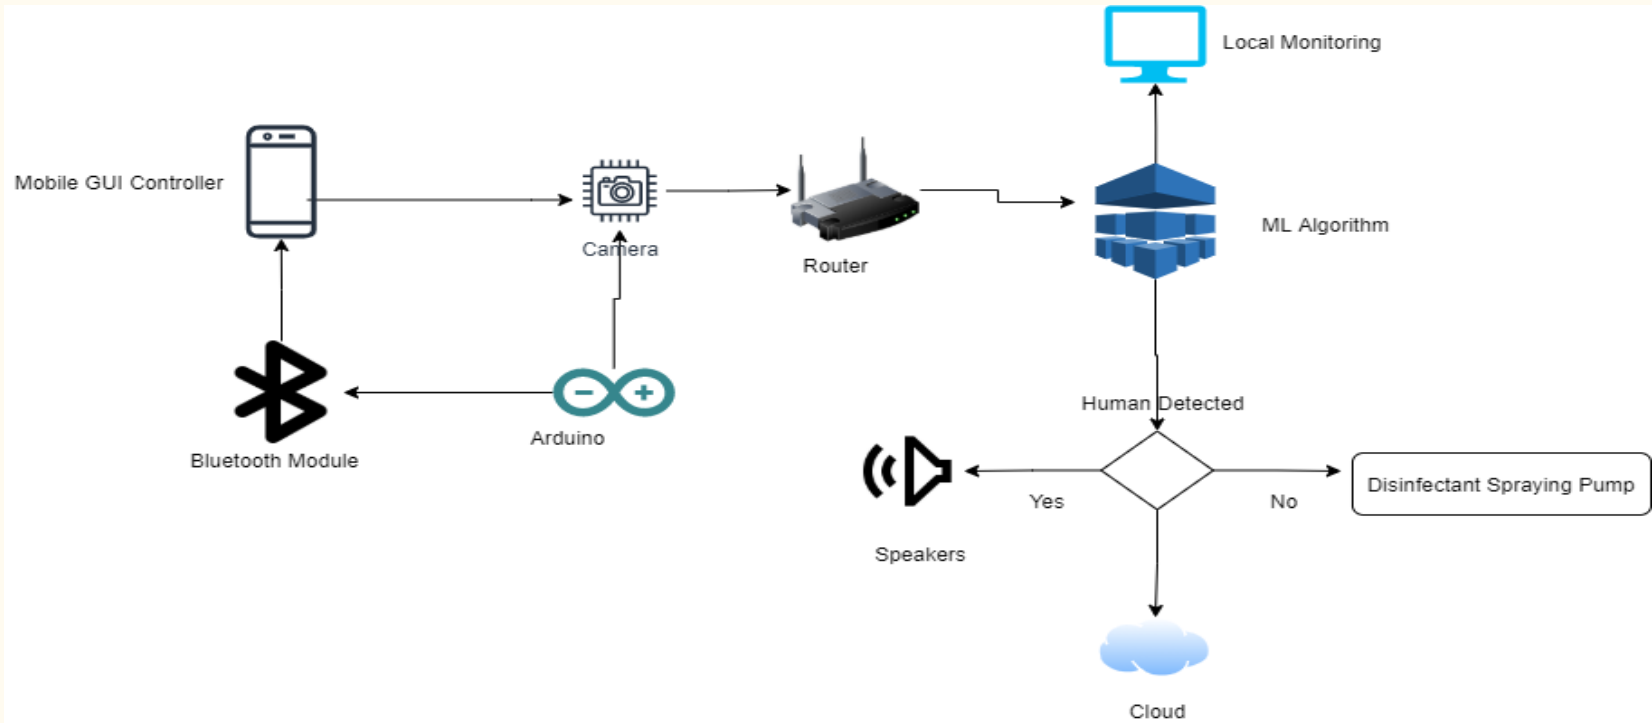 Local Monitoring
Mobile GUI Controller
Camera
ML Algorithm
Router
Human Detected
Arduino
Bluetooth Module
Disinfectant Spraying Pump
Yes
No
Speakers
Cloud